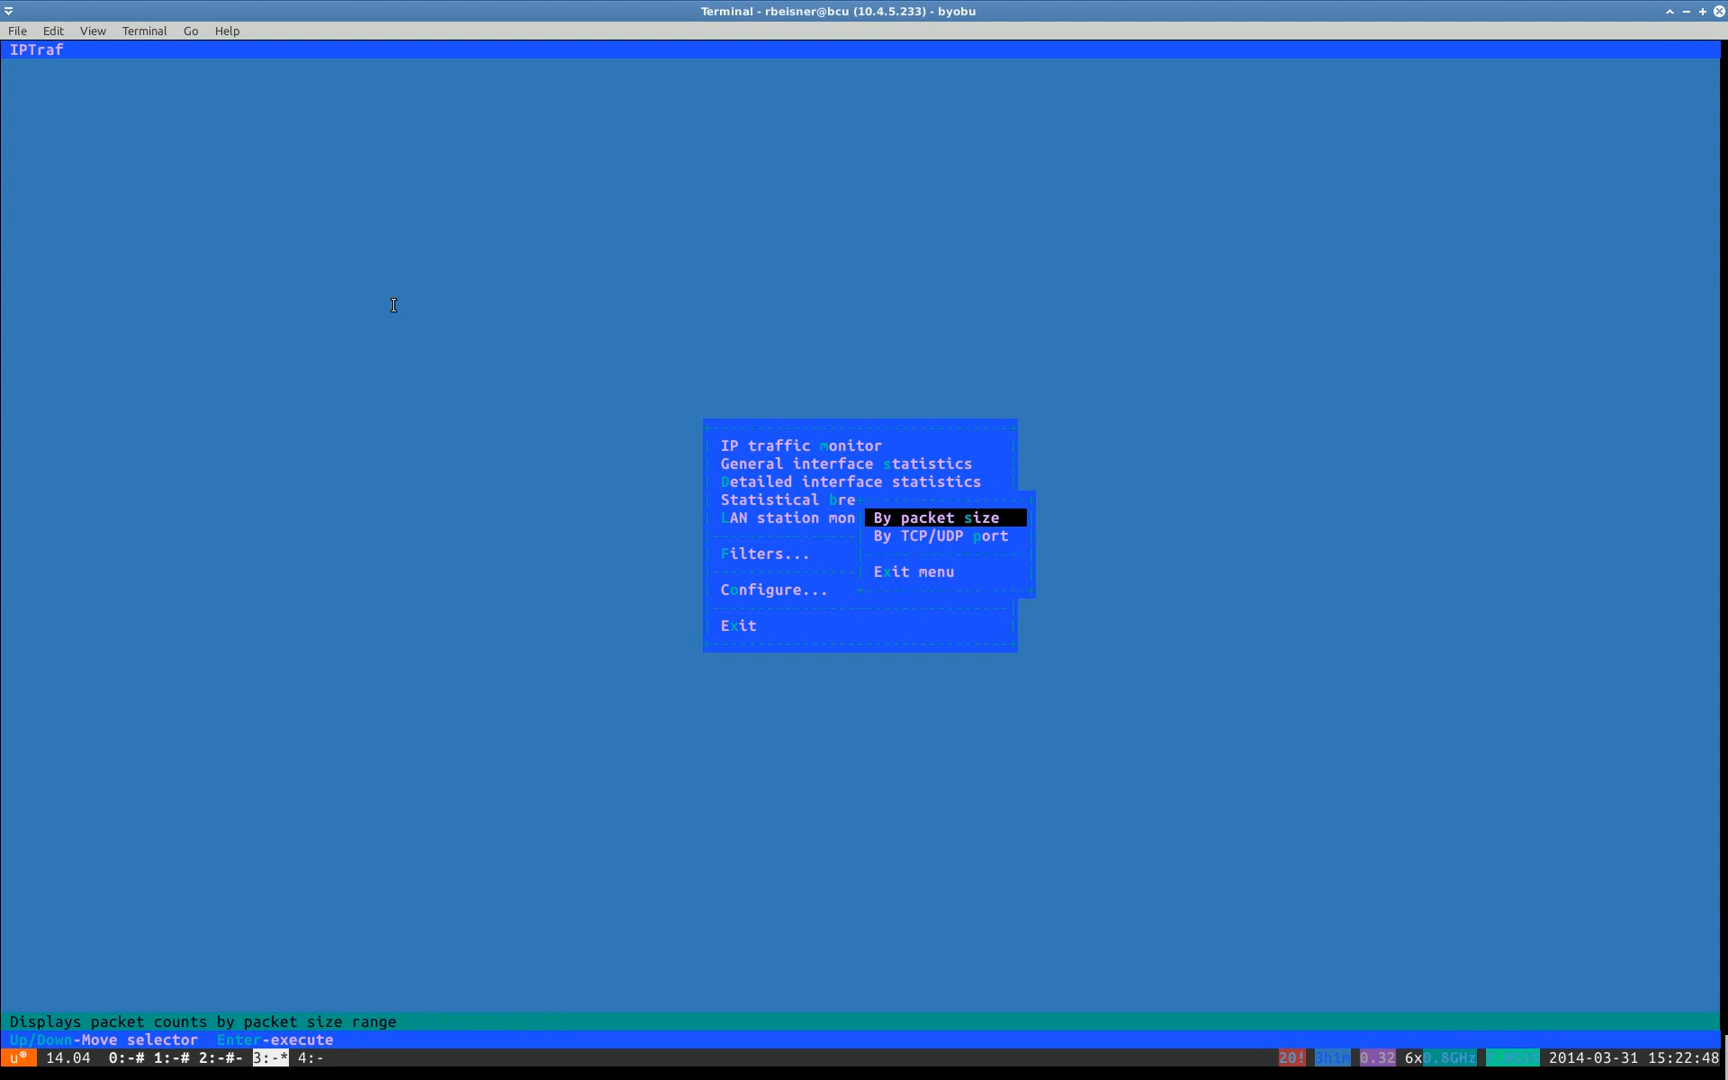 Terminal - rbeisner@bcu (10.4.5.233) - byobu
File Edit View Terminal Go Help
IPTraf
IP traffic monitor
General interface statistics
Detailed interface statistics
Statistical bre
LAN station mon
By packet size
By TCP/UDP port
Filters...
Exit menu
Configure...
Exit
Displays packet counts by packet size range
Up/Down-Move selector Enter-execute
u® 14.04 0:-# 1:-# 2:-#- 3:-* 4:- 20! 3h1m 0.32 6x0.8GHz 2014-03-31 15:22:48